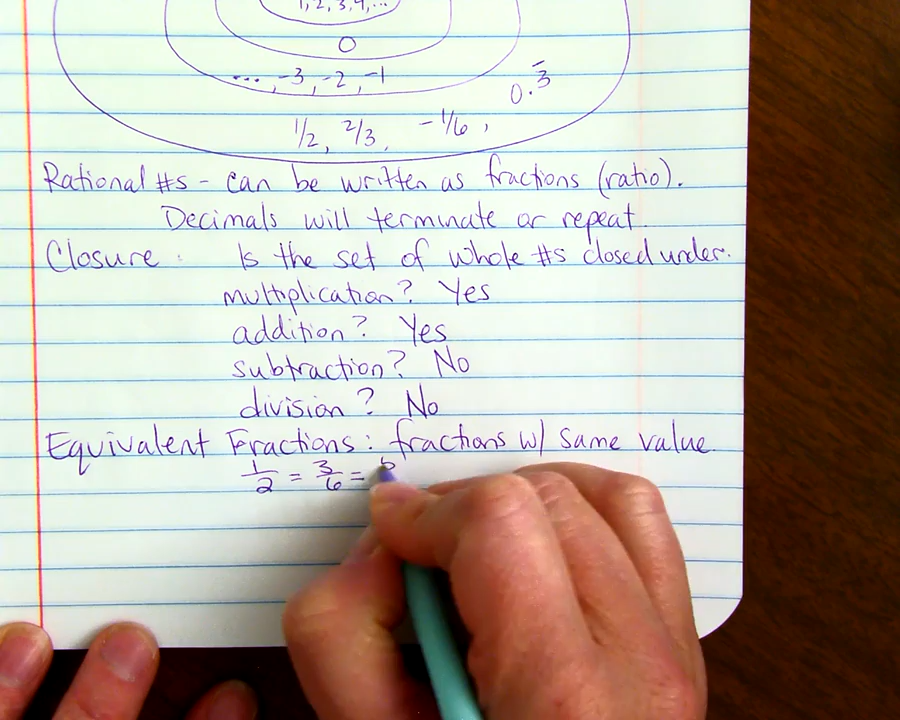 1, 2, 3, 4, ...
0
..., -3, -2, -1
0.3̅
1/2, 2/3, -1/6,
Rational #s - can be written as fractions (ratio).
Decimals will terminate or repeat.
Closure: Is the set of whole #s closed under:
multiplication? Yes
addition? Yes
subtraction? No
division? No
Equivalent Fractions: fractions w/ same value.
1/2 = 3/6 =